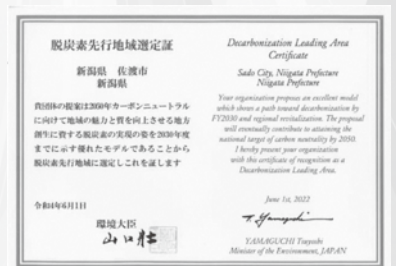 脱炭素先行地域選定証
新潟県 佐渡市
新潟県
貴団体の提案は2050年カーボンニュートラル
に向けて地域の魅力と質を向上させる地方
創生に資する脱炭素の実現の姿を2030年度
までに示す優れたモデルであることから
脱炭素先行地域に選定しこれを証します
令和4年6月1日
環境大臣
山口壯
Decarbonization Leading Area
Certificate
Sado City, Niigata Prefecture
Niigata Prefecture
Your organization proposes an excellent model
which shows a path toward decarbonization by
FY2030 and regional revitalization. The proposal
will eventually contribute to attaining the
national target of carbon neutrality by 2050.
I hereby present your organization
with this certificate of recognition as a
Decarbonization Leading Area.
June 1st, 2022
T. Yamaguchi
YAMAGUCHI Tsuyoshi
Minister of the Environment, JAPAN